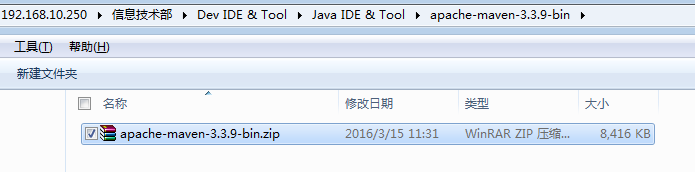 192.168.10.250 ▸ 信息技术部 ▸ Dev IDE & Tool ▸ Java IDE & Tool ▸ apache-maven-3.3.9-bin ▸
工具(T) 帮助(H)
新建文件夹
名称 修改日期 类型 大小
apache-maven-3.3.9-bin.zip 2016/3/15 11:31 WinRAR ZIP 压缩... 8,416 KB